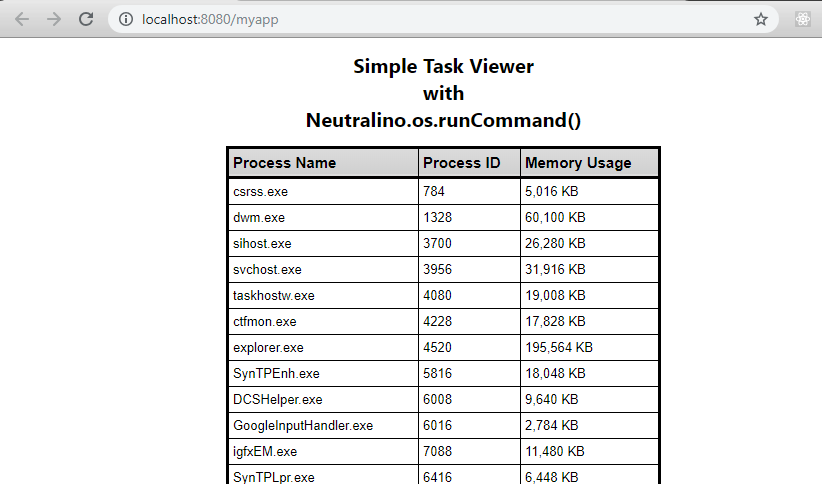 localhost:8080/myapp
Simple Task Viewer
with
Neutralino.os.runCommand()
Process Name Process ID Memory Usage
csrss.exe 784 5,016 KB
dwm.exe 1328 60,100 KB
sihost.exe 3700 26,280 KB
svchost.exe 3956 31,916 KB
taskhostw.exe 4080 19,008 KB
ctfmon.exe 4228 17,828 KB
explorer.exe 4520 195,564 KB
SynTPEnh.exe 5816 18,048 KB
DCSHelper.exe 6008 9,640 KB
GoogleInputHandler.exe 6016 2,784 KB
igfxEM.exe 7088 11,480 KB
SynTPLpr.exe 6416 6,448 KB